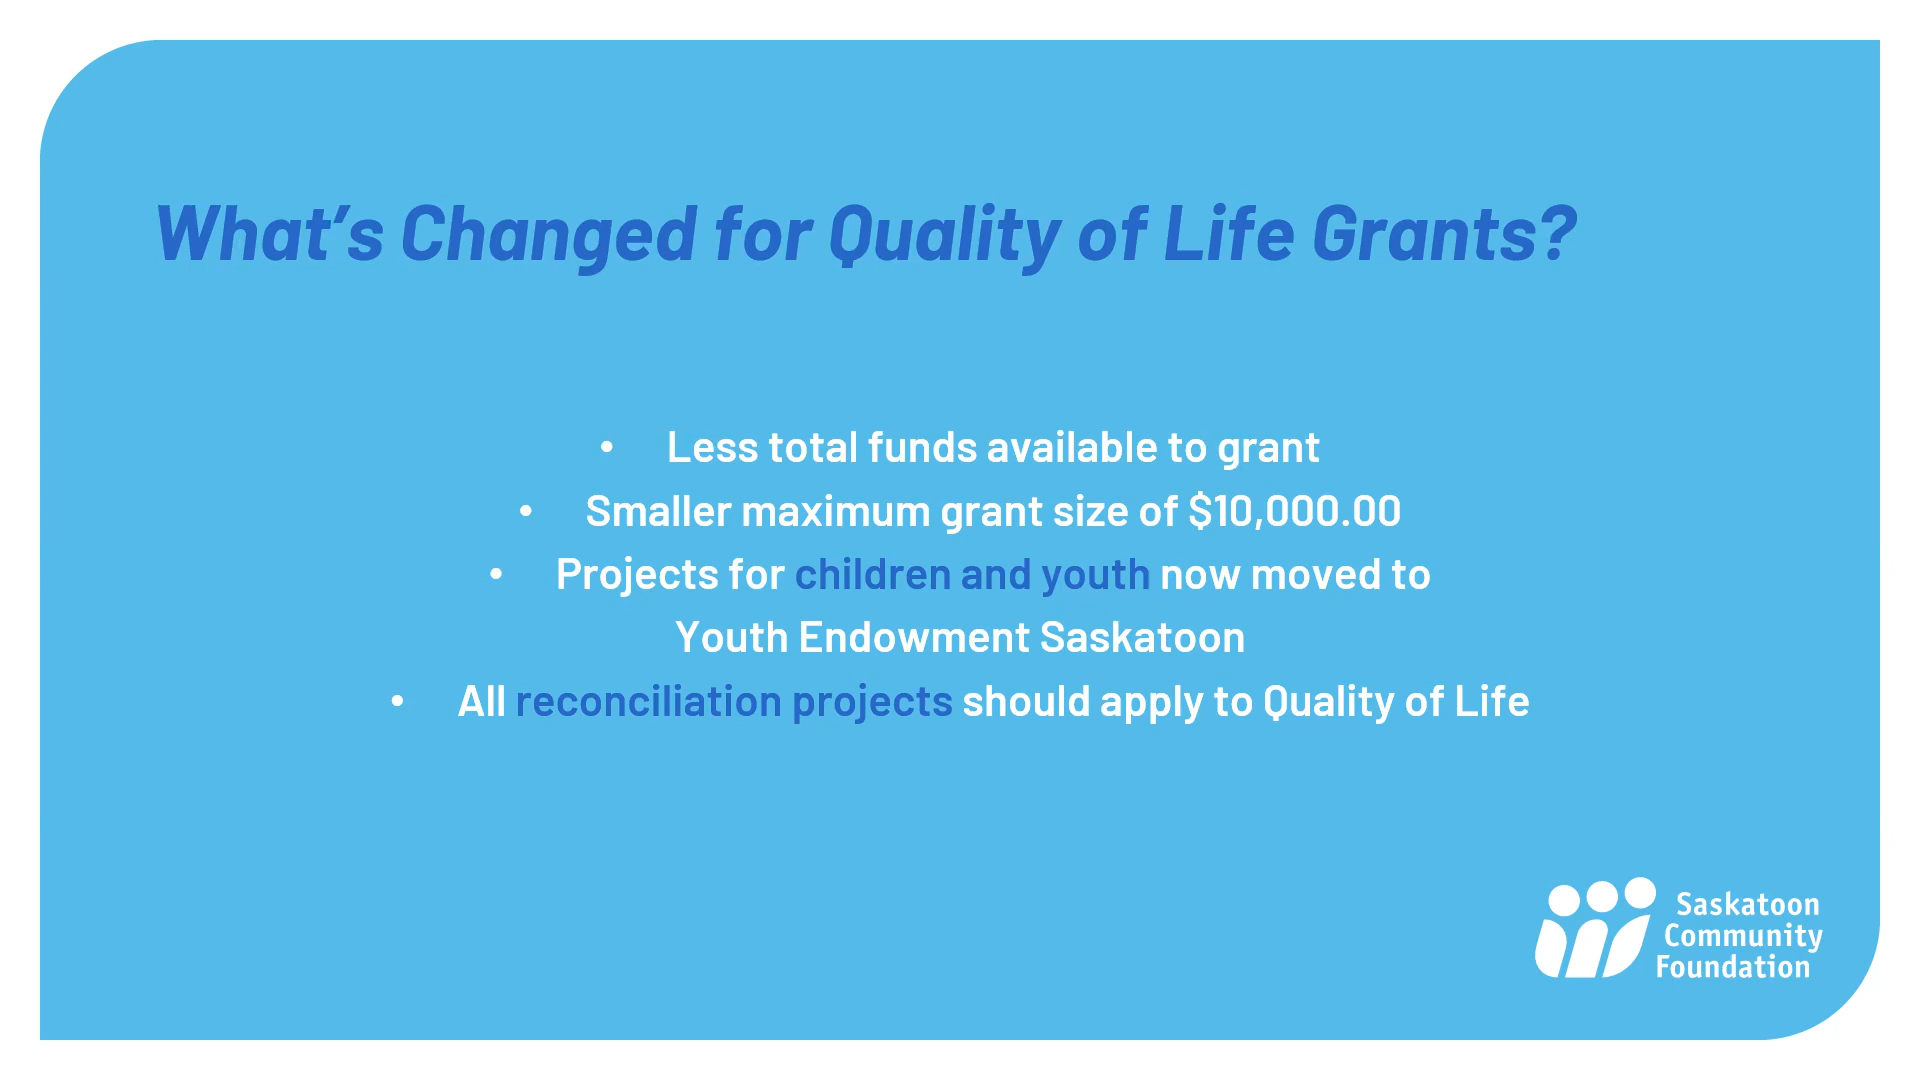 What’s Changed for Quality of Life Grants?
• Less total funds available to grant
• Smaller maximum grant size of $10,000.00
• Projects for children and youth now moved to
Youth Endowment Saskatoon
• All reconciliation projects should apply to Quality of Life
Saskatoon
Community
Foundation